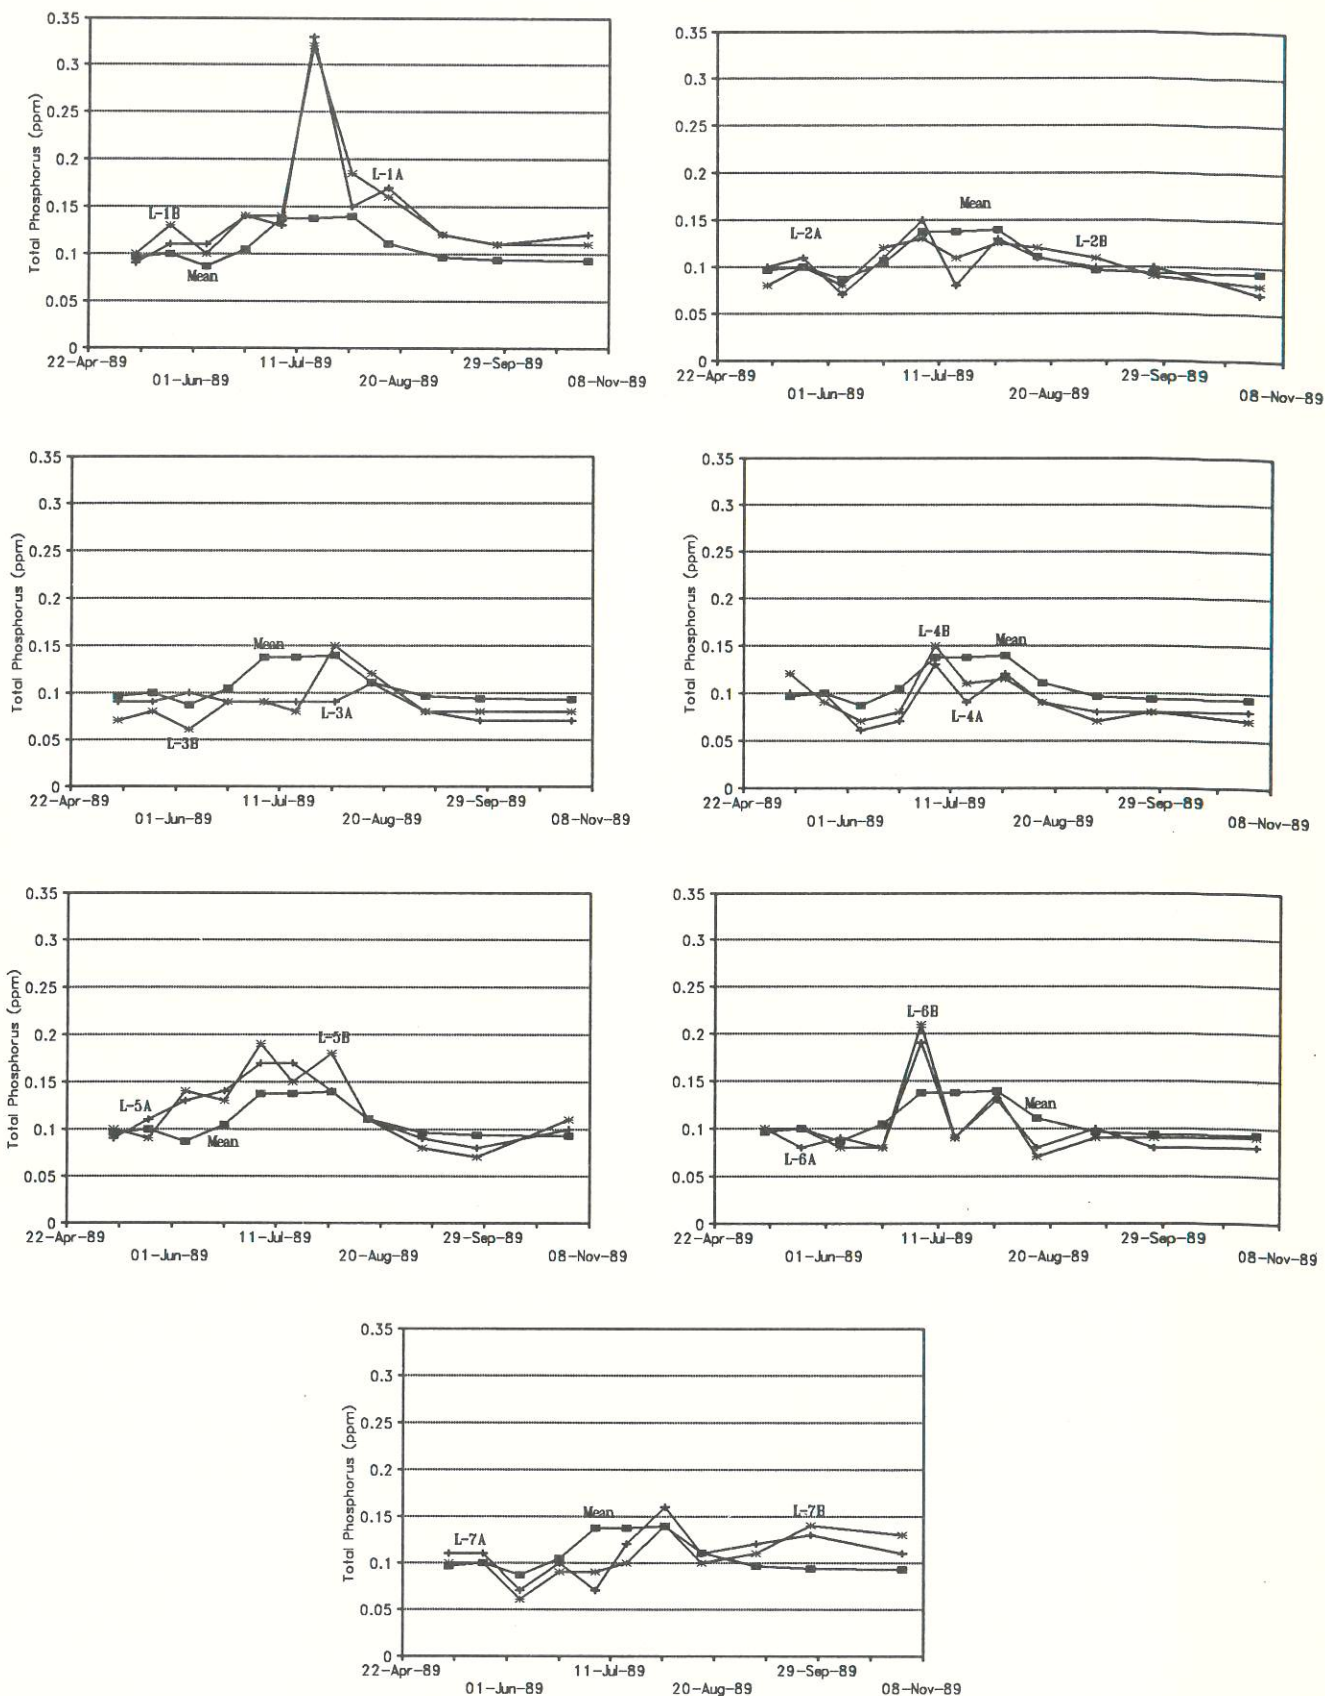 0.35
0.3
0.25
0.2
0.15
0.1
0.05
0
Total Phosphorus (ppm)
L-1B
L-1A
Mean
22-Apr-89
01-Jun-89
11-Jul-89
20-Aug-89
29-Sep-89
08-Nov-89
0.35
0.3
0.25
0.2
0.15
0.1
0.05
0
L-2A
Mean
L-2B
22-Apr-89
01-Jun-89
11-Jul-89
20-Aug-89
29-Sep-89
08-Nov-89
0.35
0.3
0.25
0.2
0.15
0.1
0.05
0
Total Phosphorus (ppm)
Mean
L-3A
L-3B
22-Apr-89
01-Jun-89
11-Jul-89
20-Aug-89
29-Sep-89
08-Nov-89
0.35
0.3
0.25
0.2
0.15
0.1
0.05
0
Total Phosphorus (ppm)
L-4B
Mean
L-4A
22-Apr-89
01-Jun-89
11-Jul-89
20-Aug-89
29-Sep-89
08-Nov-89
0.35
0.3
0.25
0.2
0.15
0.1
0.05
0
Total Phosphorus (ppm)
L-5B
L-5A
Mean
22-Apr-89
01-Jun-89
11-Jul-89
20-Aug-89
29-Sep-89
08-Nov-89
0.35
0.3
0.25
0.2
0.15
0.1
0.05
0
L-6B
Mean
L-6A
22-Apr-89
01-Jun-89
11-Jul-89
20-Aug-89
29-Sep-89
08-Nov-89
0.35
0.3
0.25
0.2
0.15
0.1
0.05
0
Total Phosphorus (ppm)
Mean
L-7B
L-7A
22-Apr-89
01-Jun-89
11-Jul-89
20-Aug-89
29-Sep-89
08-Nov-89